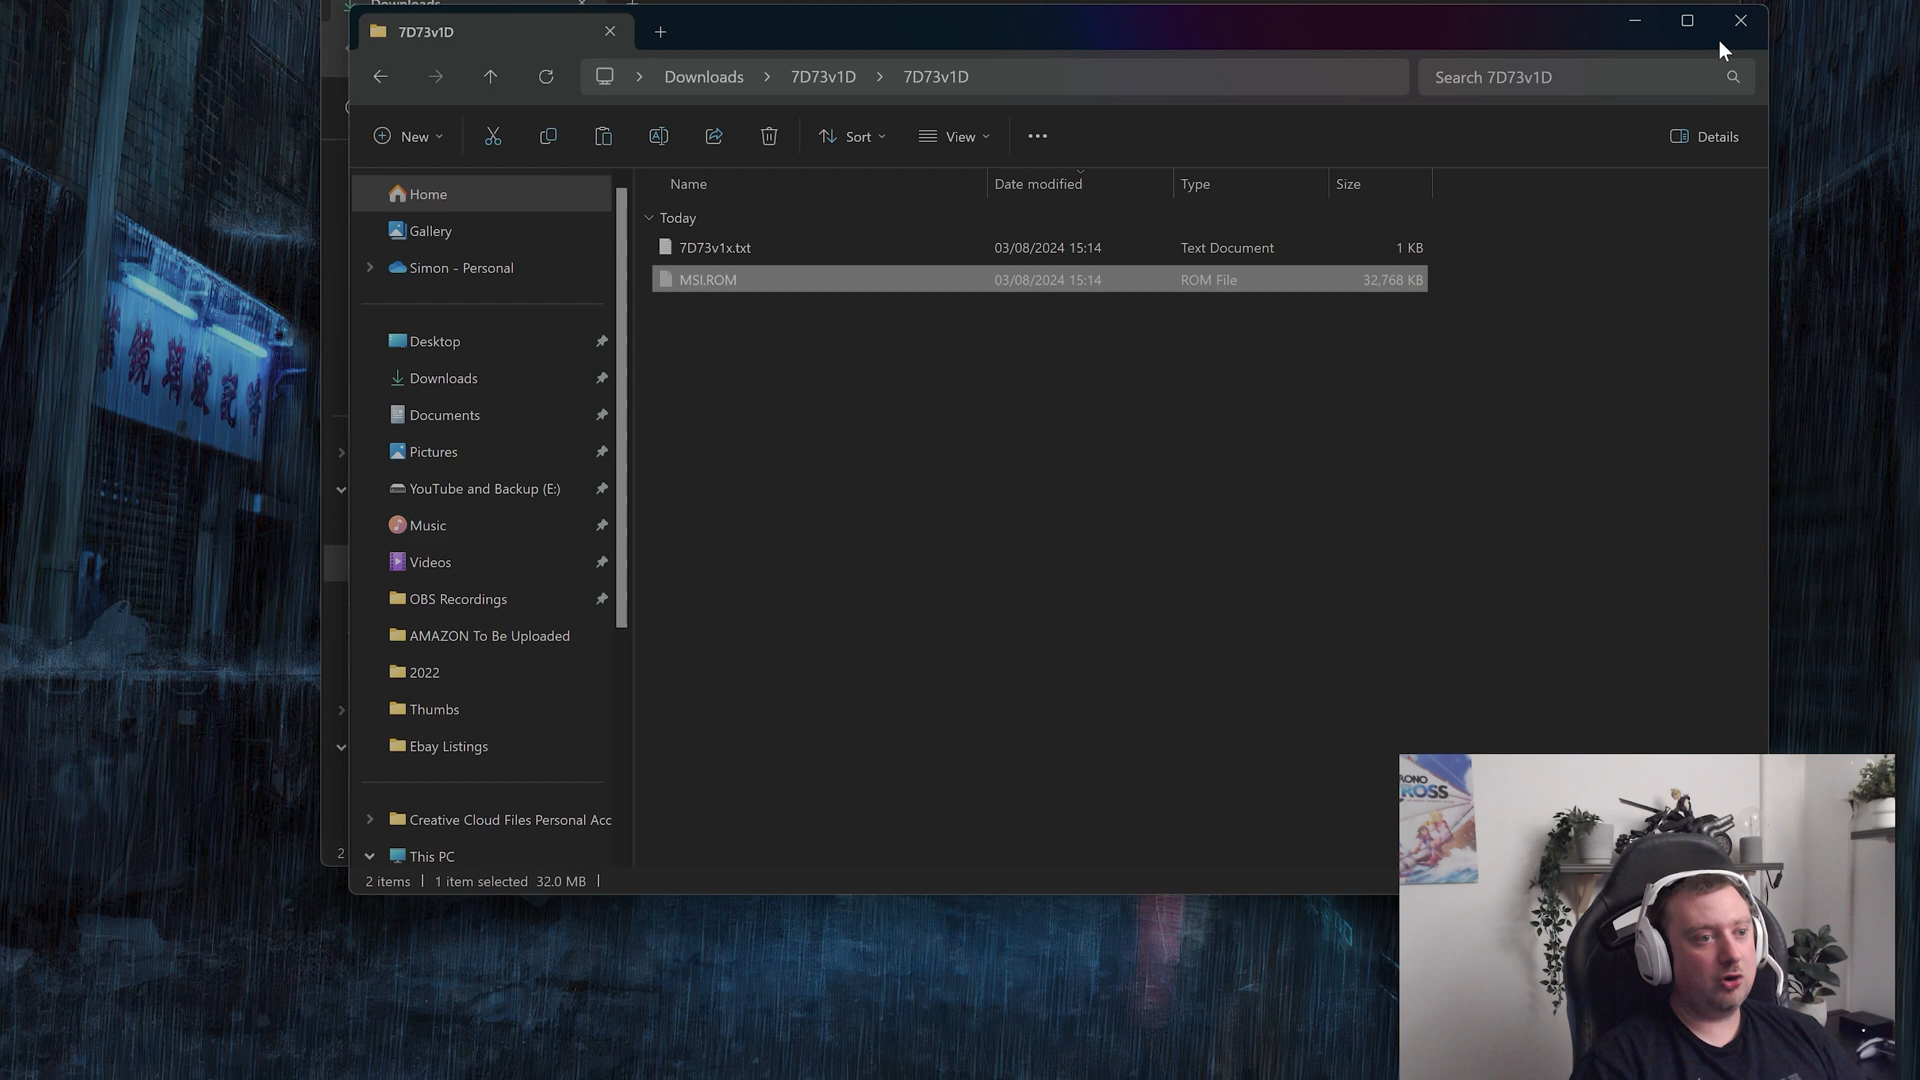 Downloads
7D73v1D
Downloads > 7D73v1D > 7D73v1D
Search 7D73v1D
New
Sort
View
Details
Name
Date modified
Type
Size
Home
Gallery
Simon - Personal
Desktop
Downloads
Documents
Pictures
YouTube and Backup (E:)
Music
Videos
OBS Recordings
AMAZON To Be Uploaded
2022
Thumbs
Ebay Listings
Creative Cloud Files Personal Acc
This PC
Today
7D73v1x.txt 03/08/2024 15:14 Text Document 1 KB
MSI.ROM 03/08/2024 15:14 ROM File 32,768 KB
2
2 items | 1 item selected 32.0 MB |
ONO
ROSS